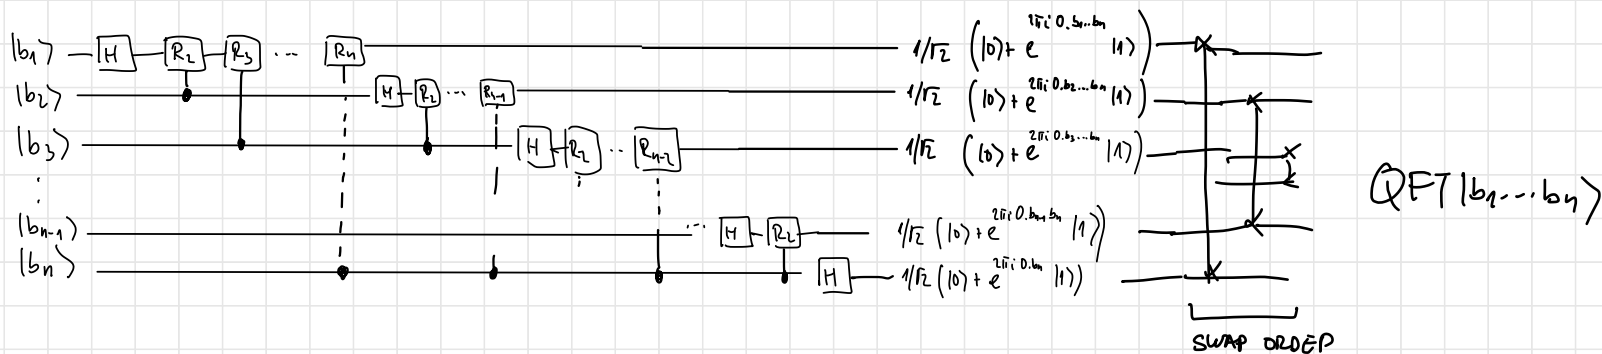 |b₁⟩ H R₂ R₃ ... Rₙ 1/√2 (|0⟩ + e^{2πi 0.b₁...bₙ} |1⟩)
|b₂⟩ H R₂ ... Rₙ₋₁ 1/√2 (|0⟩ + e^{2πi 0.b₂...bₙ} |1⟩)
|b₃⟩ H R₂ ... Rₙ₋₂ 1/√2 (|0⟩ + e^{2πi 0.b₃...bₙ} |1⟩)
QFT|b₁...bₙ⟩
|bₙ₋₁⟩ ... H R₂ 1/√2 (|0⟩ + e^{2πi 0.bₙ₋₁bₙ} |1⟩)
|bₙ⟩ H 1/√2 (|0⟩ + e^{2πi 0.bₙ} |1⟩)
SWAP ORDER